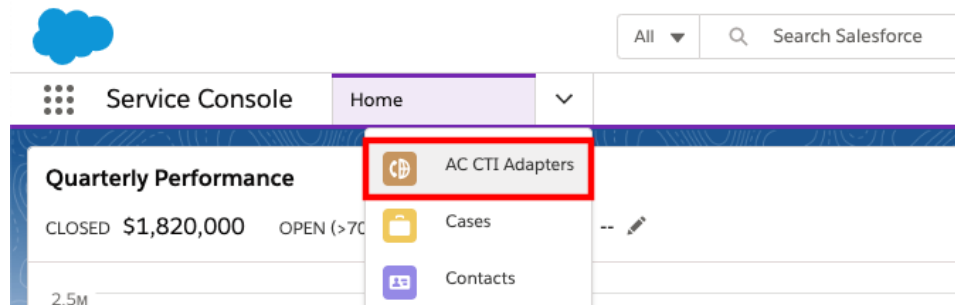 All
Search Salesforce
Service Console
Home
AC CTI Adapters
Quarterly Performance
CLOSED $1,820,000 OPEN (>70 --
Cases
Contacts
2.5M